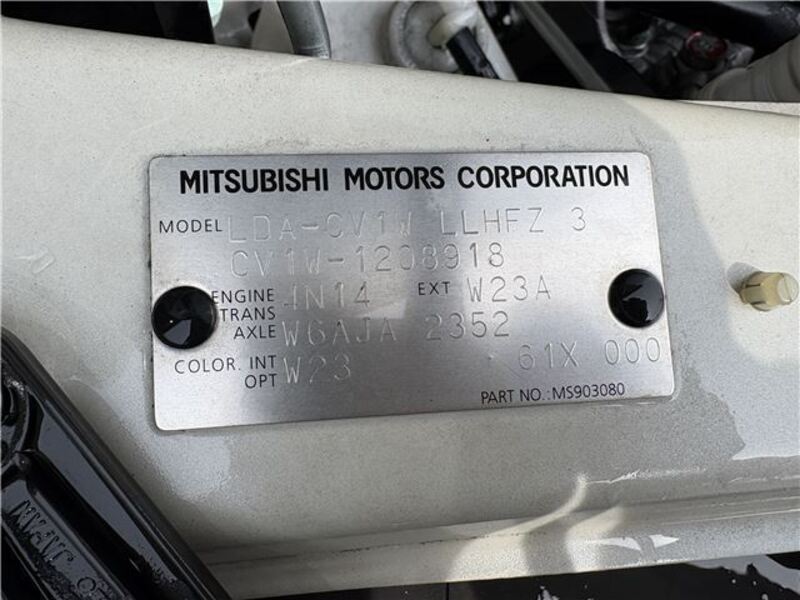 MITSUBISHI MOTORS CORPORATION
MODEL LDA-CV1W LLHFZ 3
CV1W-1208918
ENGINE 4N14 EXT W23A
TRANS AXLE W6AJA 2352
COLOR. INT OPT W23 61X 000
PART NO.:MS903080
JAPAN